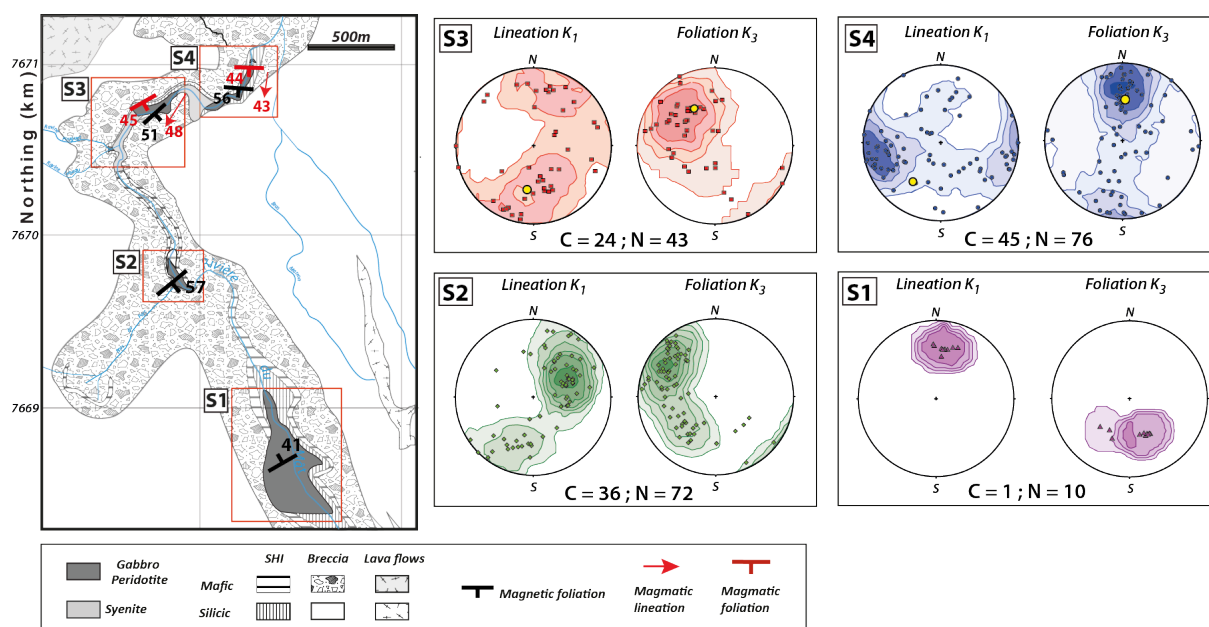 Northing (km)
7671
7670
7669
500m
S4
S3
44
56
43
45
51
48
S2
57
Rivière
du
S1
41
S3
Lineation K1
Foliation K3
N
N
S
S
C = 24 ; N = 43
S4
Lineation K1
Foliation K3
N
N
S
S
C = 45 ; N = 76
S2
Lineation K1
Foliation K3
N
N
S
S
C = 36 ; N = 72
S1
Lineation K1
Foliation K3
N
N
S
S
C = 1 ; N = 10
Gabbro
Peridotite
Syenite
SHI
Breccia
Lava flows
Mafic
Silicic
Magnetic foliation
Magmatic
lineation
Magmatic
foliation